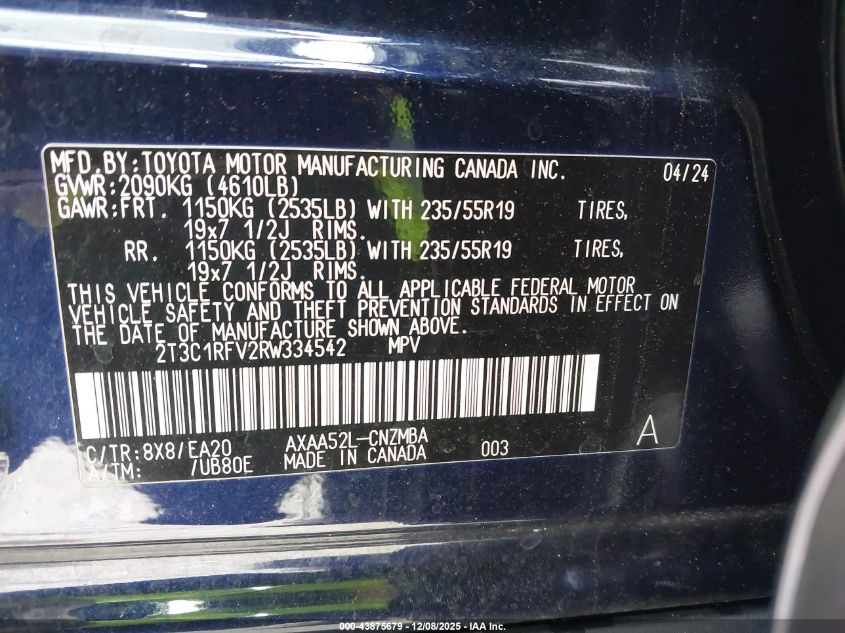 MFD.BY:TOYOTA MOTOR MANUFACTURING CANADA INC. 04/24
GVWR:2090KG (4610LB)
GAWR:FRT. 1150KG (2535LB) WITH 235/55R19 TIRES,
19x7 1/2J RIMS.
RR. 1150KG (2535LB) WITH 235/55R19 TIRES,
19x7 1/2J RIMS.
THIS VEHICLE CONFORMS TO ALL APPLICABLE FEDERAL MOTOR
VEHICLE SAFETY AND THEFT PREVENTION STANDARDS IN EFFECT ON
THE DATE OF MANUFACTURE SHOWN ABOVE.
2T3C1RFV2RW334542 MPV
C/TR:8X8/EA20 AXAA52L-CNZMBA 003 A
A/TM: /UB80E MADE IN CANADA
000-43875679 - 12/08/2025 - IAA Inc.